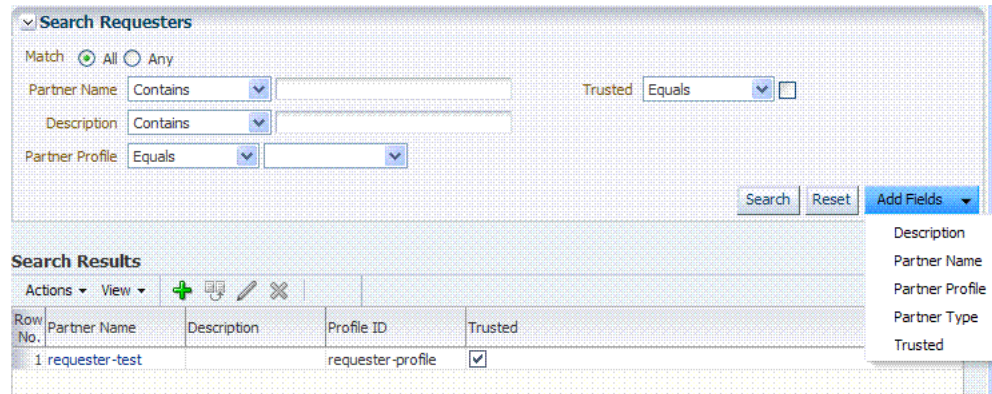 Search Requesters
Match All Any
Partner Name Contains Trusted Equals
Description Contains
Partner Profile Equals
Search Reset Add Fields
Description
Partner Name
Partner Profile
Partner Type
Trusted
Search Results
Actions View
Row No. Partner Name Description Profile ID Trusted
1 requester-test requester-profile